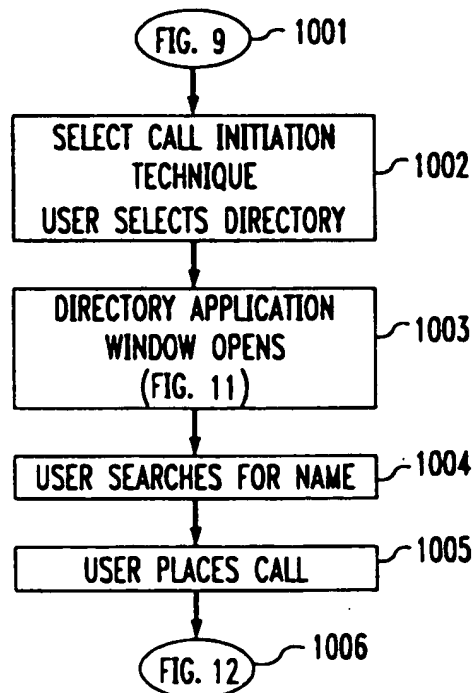 FIG. 9
1001
SELECT CALL INITIATION
TECHNIQUE
USER SELECTS DIRECTORY
1002
DIRECTORY APPLICATION
WINDOW OPENS
(FIG. 11)
1003
USER SEARCHES FOR NAME
1004
USER PLACES CALL
1005
FIG. 12
1006